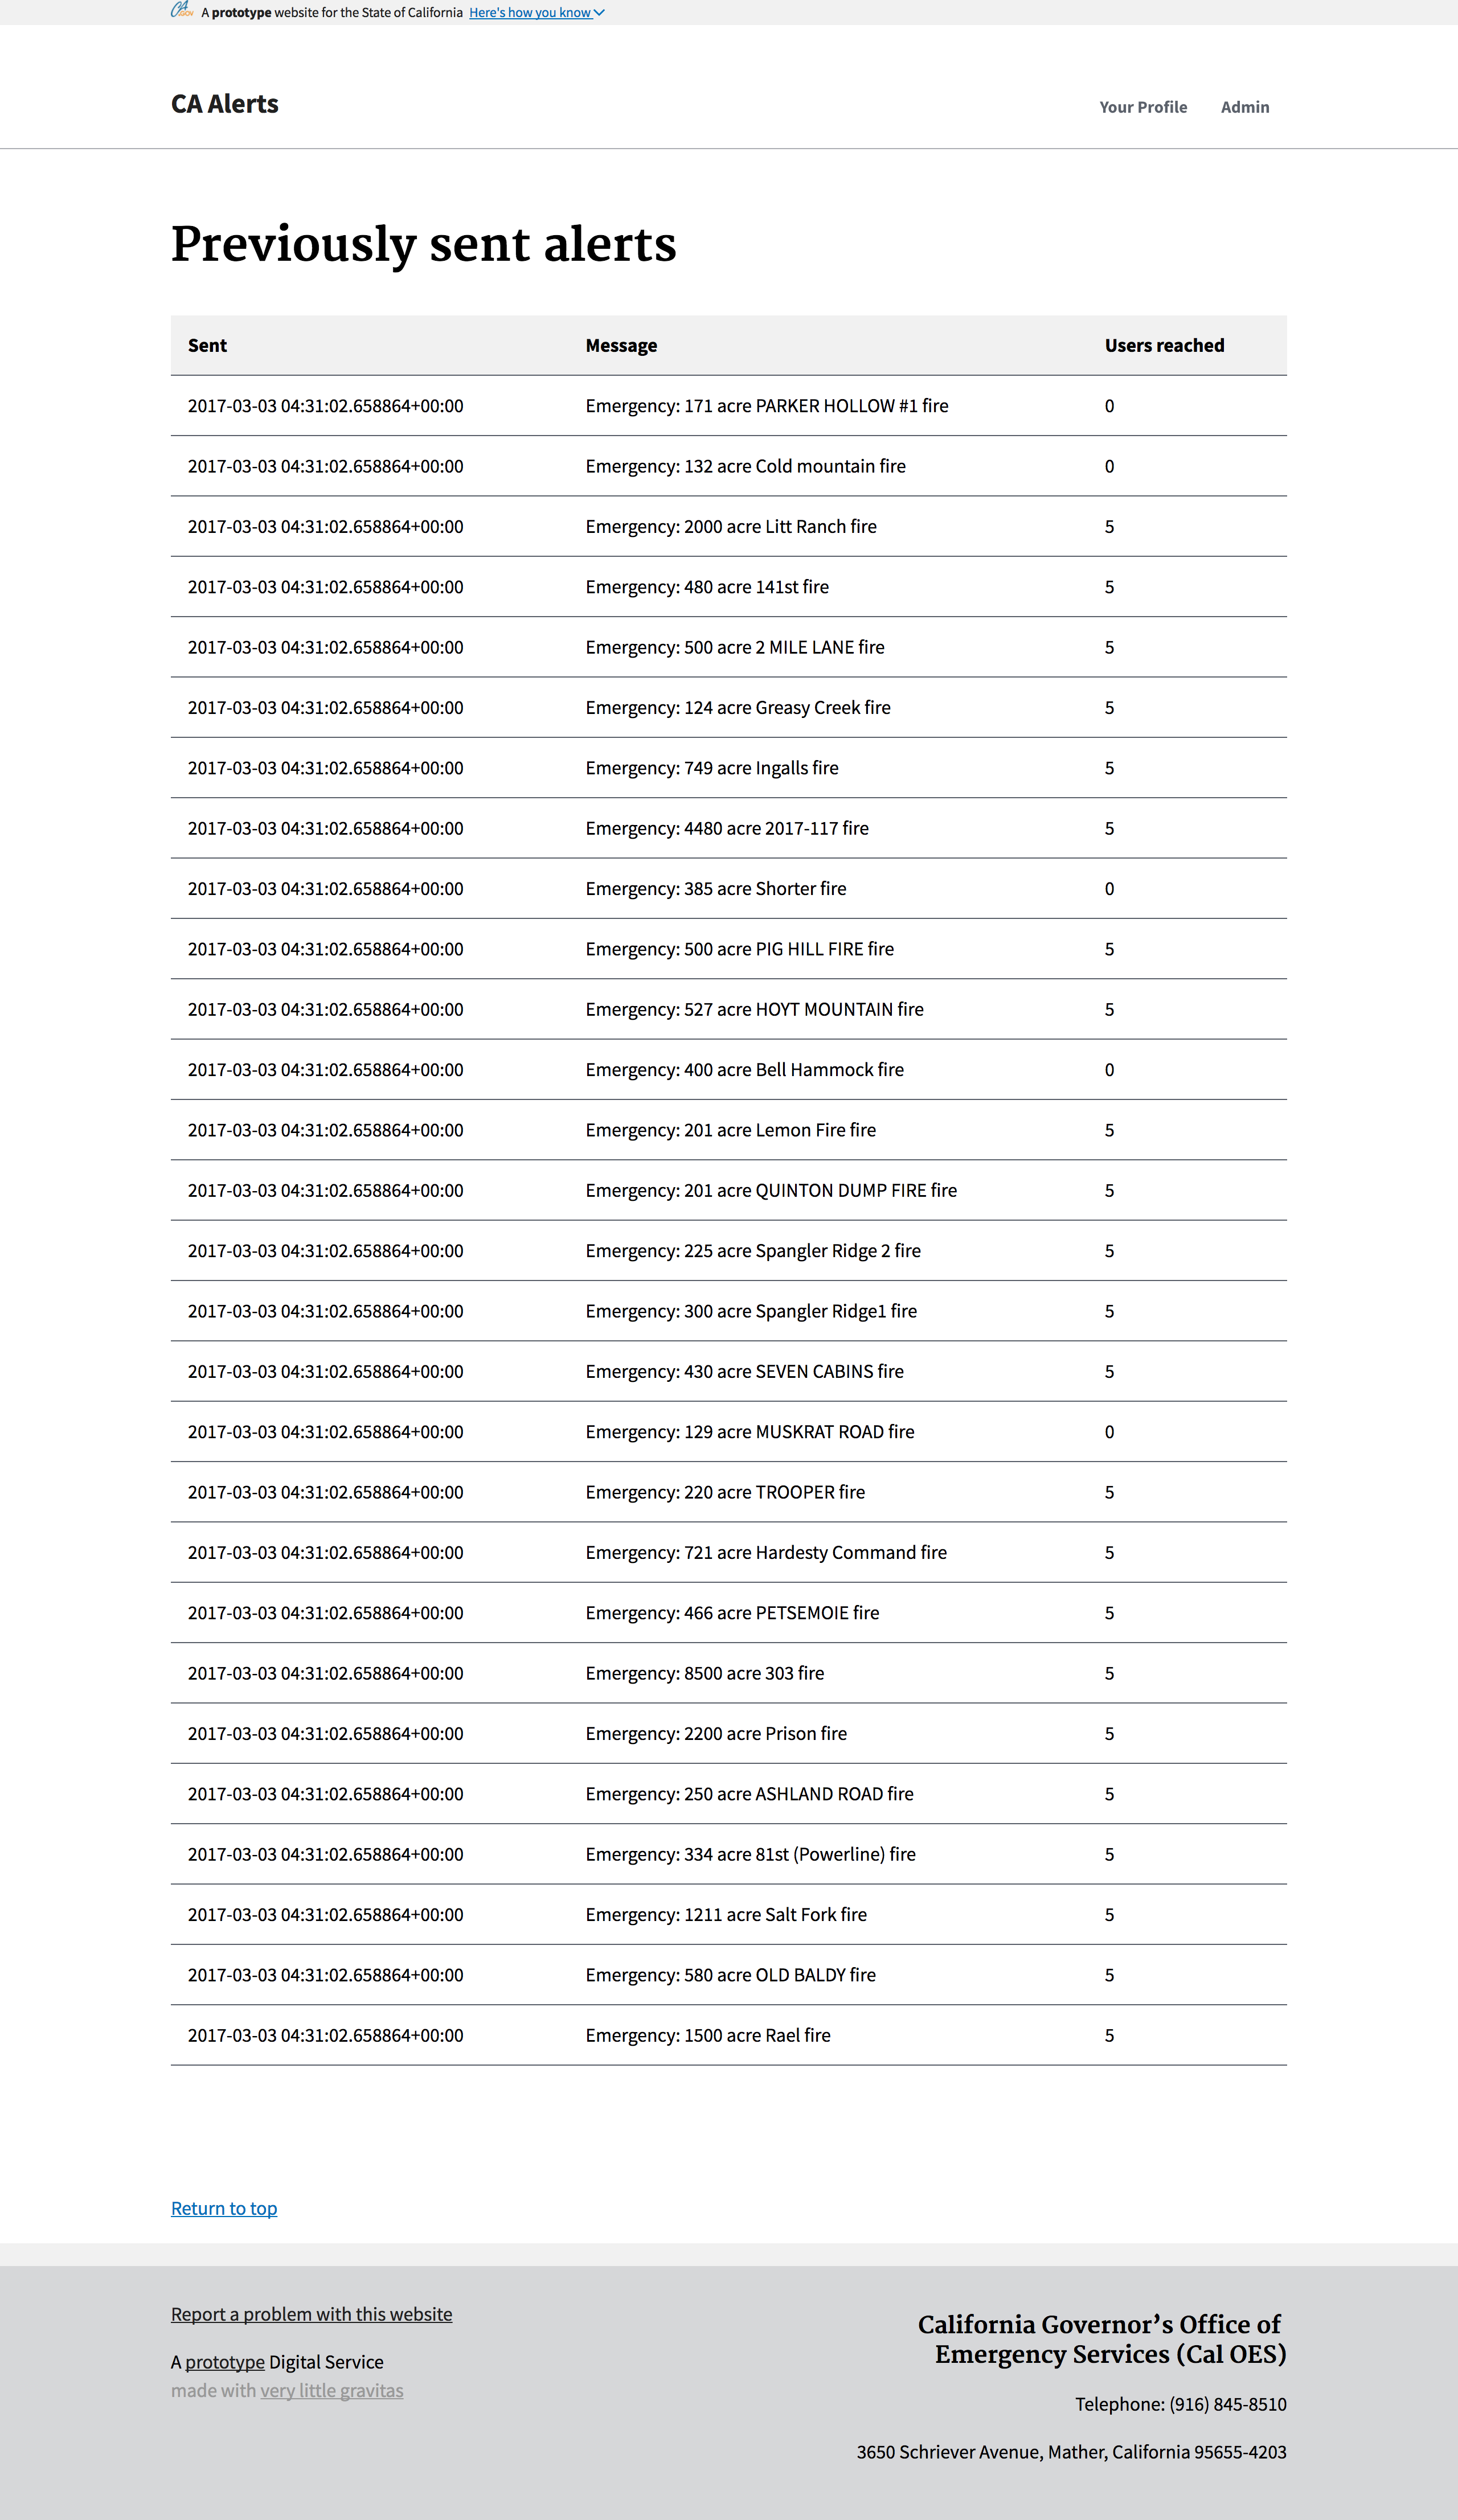 CA.GOV A prototype website for the State of California Here's how you know
CA Alerts Your Profile Admin
Previously sent alerts
Sent Message Users reached
2017-03-03 04:31:02.658864+00:00 Emergency: 171 acre PARKER HOLLOW #1 fire 0
2017-03-03 04:31:02.658864+00:00 Emergency: 132 acre Cold mountain fire 0
2017-03-03 04:31:02.658864+00:00 Emergency: 2000 acre Litt Ranch fire 5
2017-03-03 04:31:02.658864+00:00 Emergency: 480 acre 141st fire 5
2017-03-03 04:31:02.658864+00:00 Emergency: 500 acre 2 MILE LANE fire 5
2017-03-03 04:31:02.658864+00:00 Emergency: 124 acre Greasy Creek fire 5
2017-03-03 04:31:02.658864+00:00 Emergency: 749 acre Ingalls fire 5
2017-03-03 04:31:02.658864+00:00 Emergency: 4480 acre 2017-117 fire 5
2017-03-03 04:31:02.658864+00:00 Emergency: 385 acre Shorter fire 0
2017-03-03 04:31:02.658864+00:00 Emergency: 500 acre PIG HILL FIRE fire 5
2017-03-03 04:31:02.658864+00:00 Emergency: 527 acre HOYT MOUNTAIN fire 5
2017-03-03 04:31:02.658864+00:00 Emergency: 400 acre Bell Hammock fire 0
2017-03-03 04:31:02.658864+00:00 Emergency: 201 acre Lemon Fire fire 5
2017-03-03 04:31:02.658864+00:00 Emergency: 201 acre QUINTON DUMP FIRE fire 5
2017-03-03 04:31:02.658864+00:00 Emergency: 225 acre Spangler Ridge 2 fire 5
2017-03-03 04:31:02.658864+00:00 Emergency: 300 acre Spangler Ridge1 fire 5
2017-03-03 04:31:02.658864+00:00 Emergency: 430 acre SEVEN CABINS fire 5
2017-03-03 04:31:02.658864+00:00 Emergency: 129 acre MUSKRAT ROAD fire 0
2017-03-03 04:31:02.658864+00:00 Emergency: 220 acre TROOPER fire 5
2017-03-03 04:31:02.658864+00:00 Emergency: 721 acre Hardesty Command fire 5
2017-03-03 04:31:02.658864+00:00 Emergency: 466 acre PETSEMOIE fire 5
2017-03-03 04:31:02.658864+00:00 Emergency: 8500 acre 303 fire 5
2017-03-03 04:31:02.658864+00:00 Emergency: 2200 acre Prison fire 5
2017-03-03 04:31:02.658864+00:00 Emergency: 250 acre ASHLAND ROAD fire 5
2017-03-03 04:31:02.658864+00:00 Emergency: 334 acre 81st (Powerline) fire 5
2017-03-03 04:31:02.658864+00:00 Emergency: 1211 acre Salt Fork fire 5
2017-03-03 04:31:02.658864+00:00 Emergency: 580 acre OLD BALDY fire 5
2017-03-03 04:31:02.658864+00:00 Emergency: 1500 acre Rael fire 5
Return to top
Report a problem with this website
A prototype Digital Service
made with very little gravitas
California Governor’s Office of
Emergency Services (Cal OES)
Telephone: (916) 845-8510
3650 Schriever Avenue, Mather, California 95655-4203